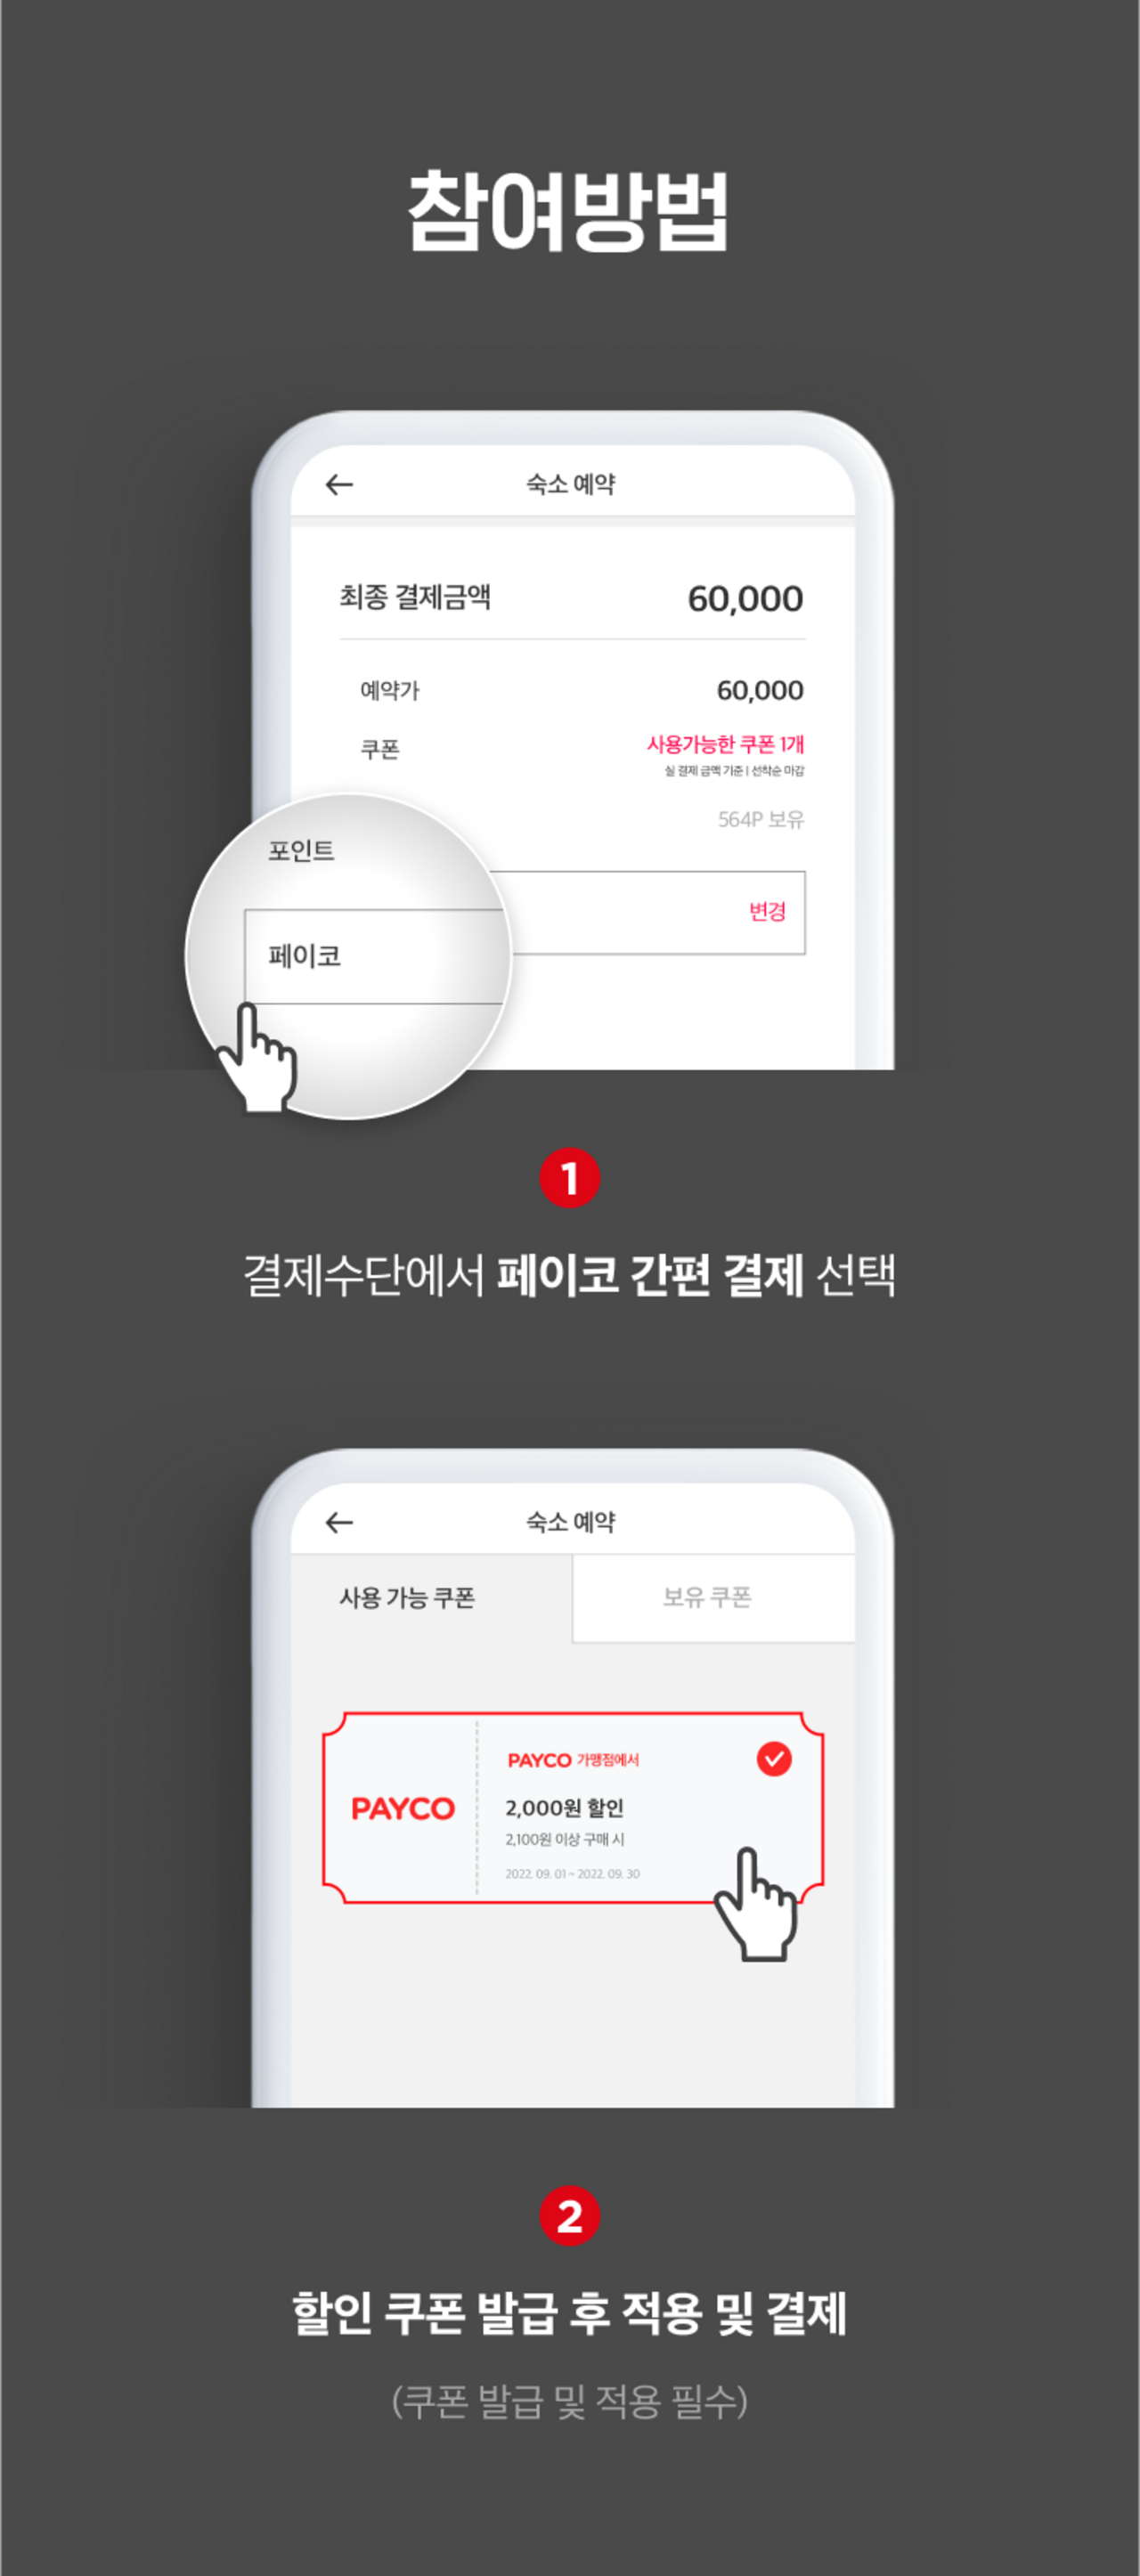 참여방법
숙소 예약
최종 결제금액 60,000
예약가 60,000
쿠폰 사용가능한 쿠폰 1개
실 결제 금액 기준 | 선착순 마감
포인트 564P 보유
페이코 변경
1
결제수단에서 페이코 간편 결제 선택
숙소 예약
사용 가능 쿠폰 보유 쿠폰
PAYCO
PAYCO 가맹점에서
2,000원 할인
2,100원 이상 구매 시
2022. 09. 01 ~ 2022. 09. 30
2
할인 쿠폰 발급 후 적용 및 결제
(쿠폰 발급 및 적용 필수)